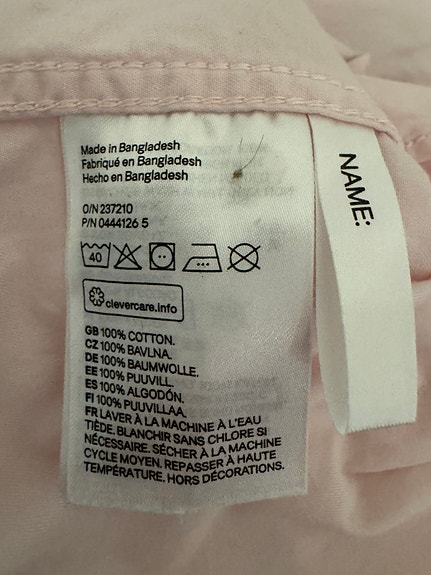 Made in Bangladesh
Fabriqué en Bangladesh
Hecho en Bangladesh
O/N 237210
P/N 0444126 5
40
clevercare.info
GB 100% COTTON.
CZ 100% BAVLNA.
DE 100% BAUMWOLLE.
EE 100% PUUVILL.
ES 100% ALGODÓN.
FI 100% PUUVILLAA.
FR LAVER À LA MACHINE À L'EAU
TIÈDE. BLANCHIR SANS CHLORE SI
NÉCESSAIRE. SÉCHER À LA MACHINE
CYCLE MOYEN. REPASSER À HAUTE
TEMPÉRATURE. HORS DÉCORATIONS.
NAME: